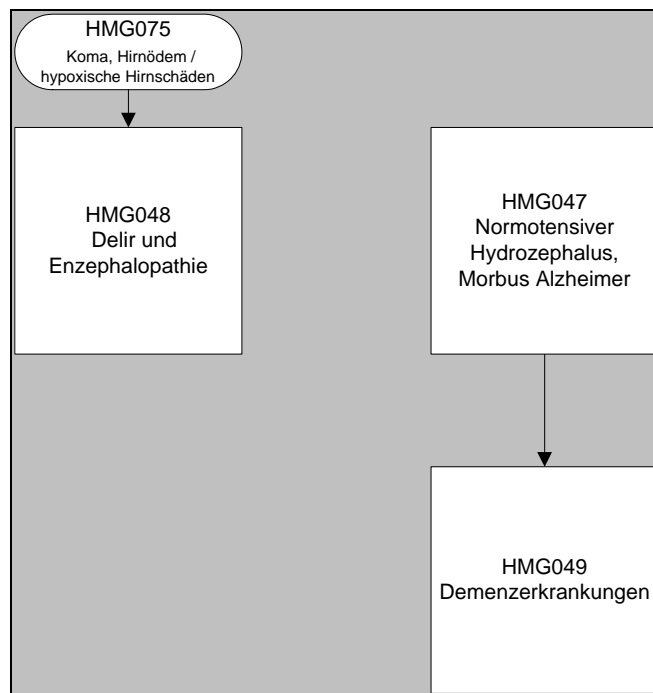 HMG075
Koma, Hirnödem /
hypoxische Hirnschäden
HMG048
Delir und
Enzephalopathie
HMG047
Normotensiver
Hydrozephalus,
Morbus Alzheimer
HMG049
Demenzerkrankungen